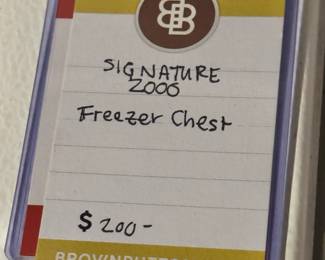 SIGNATURE
2000
Freezer Chest
$ 200-